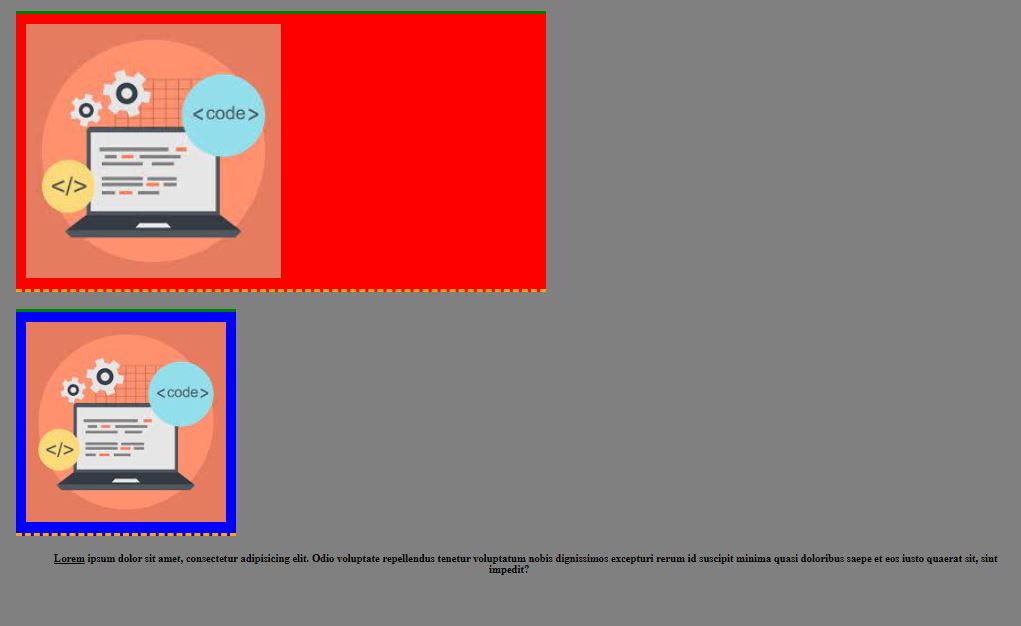 <code>
</>
<code>
</>
Lorem ipsum dolor sit amet, consectetur adipisicing elit. Odio voluptate repellendus tenetur voluptatum nobis dignissimos excepturi rerum id suscipit minima quasi doloribus saepe et eos iusto quaerat sit, sint
impedit?